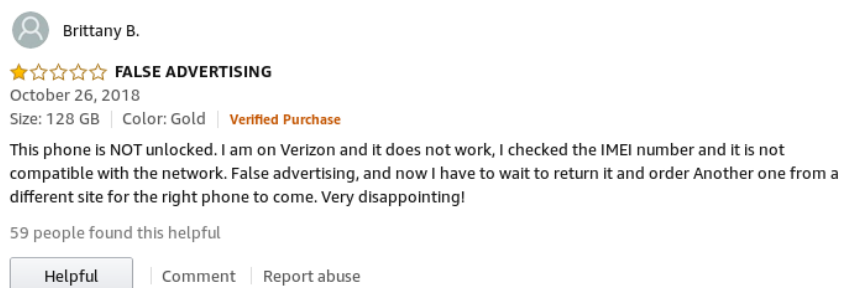 Brittany B.
FALSE ADVERTISING
October 26, 2018
Size: 128 GB | Color: Gold | Verified Purchase
This phone is NOT unlocked. I am on Verizon and it does not work, I checked the IMEI number and it is not
compatible with the network. False advertising, and now I have to wait to return it and order Another one from a
different site for the right phone to come. Very disappointing!
59 people found this helpful
Helpful | Comment | Report abuse